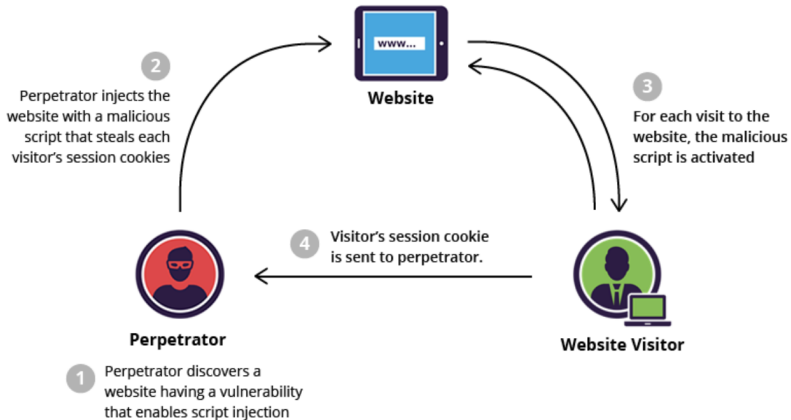 www...
Website
2
Perpetrator injects the
website with a malicious
script that steals each
visitor's session cookies
3
For each visit to the
website, the malicious
script is activated
4
Visitor's session cookie
is sent to perpetrator.
Perpetrator
Website Visitor
1
Perpetrator discovers a
website having a vulnerability
that enables script injection